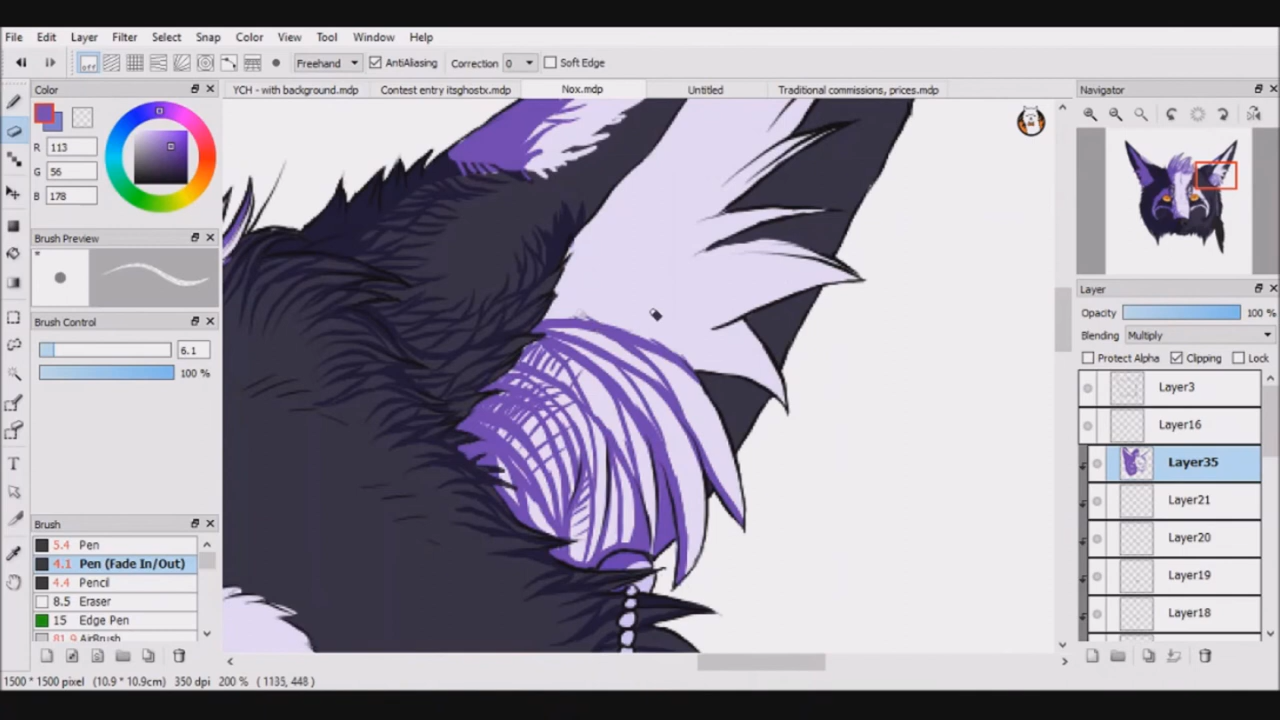 File Edit Layer Filter Select Snap Color View Tool Window Help
off Freehand AntiAliasing Correction 0 Soft Edge
Color
R 113
G 56
B 178
Brush Preview
Brush Control
6.1
100 %
Brush
5.4 Pen
4.1 Pen (Fade In/Out)
4.4 Pencil
8.5 Eraser
15 Edge Pen
81.9 AirBrush
YCH - with background.mdp Contest entry itsghostx.mdp Nox.mdp Untitled Traditional commissions, prices.mdp
Navigator
Layer
Opacity 100 %
Blending Multiply
Protect Alpha Clipping Lock
Layer3
Layer16
Layer35
Layer21
Layer20
Layer19
Layer18
1500 * 1500 pixel (10.9 * 10.9cm) 350 dpi 200 % ( 1135, 448 )